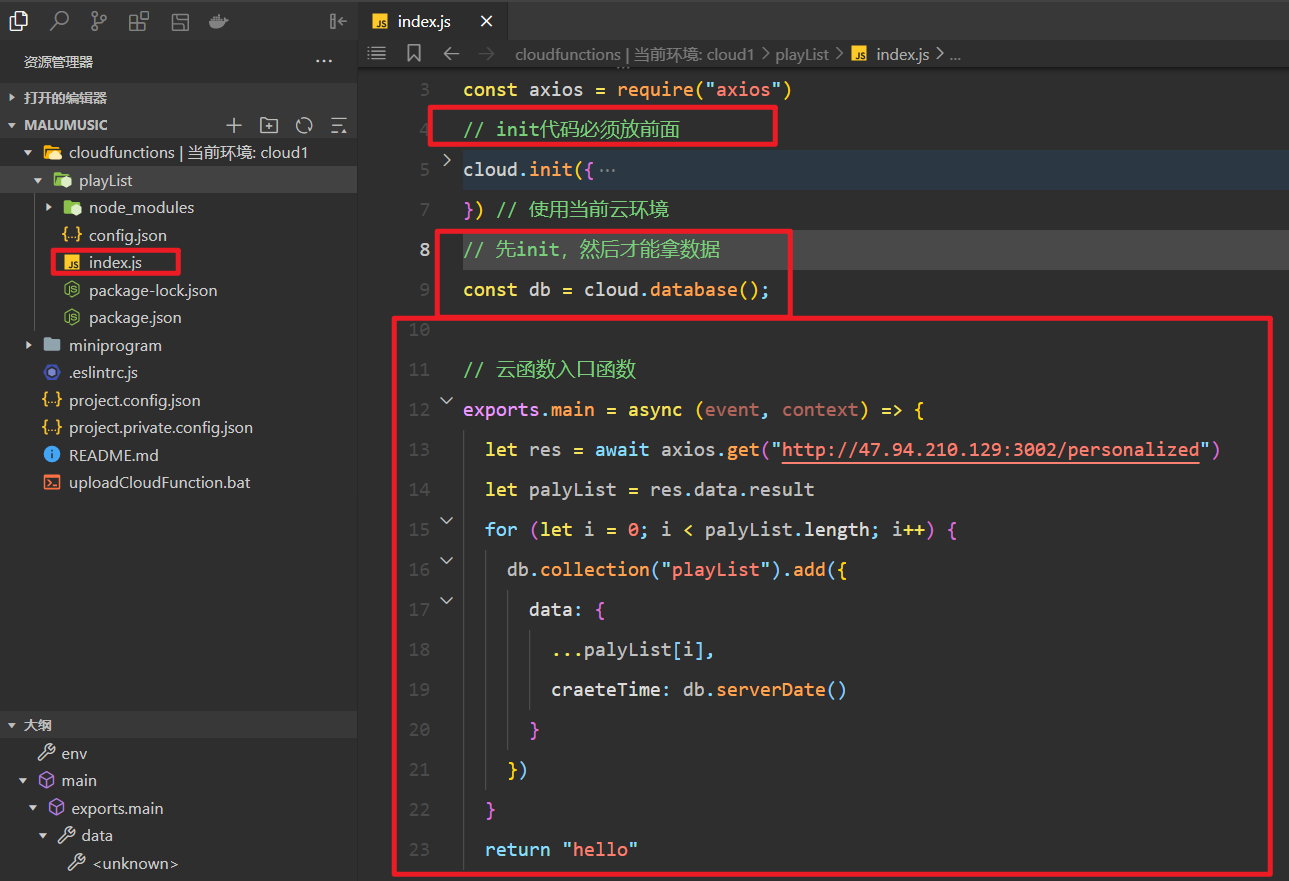 index.js
资源管理器
···
cloudfunctions | 当前环境: cloud1 > playList > index.js > ...
打开的编辑器
MALUMUSIC
cloudfunctions | 当前环境: cloud1
playList
node_modules
config.json
index.js
package-lock.json
package.json
miniprogram
.eslintrc.js
project.config.json
project.private.config.json
README.md
uploadCloudFunction.bat
大纲
env
main
exports.main
data
<unknown>
3 const axios = require("axios")
4 // init代码必须放前面
5 cloud.init({ ···
7 }) // 使用当前云环境
8 // 先init，然后才能拿数据
9 const db = cloud.database();
10
11 // 云函数入口函数
12 exports.main = async (event, context) => {
13 let res = await axios.get("http://47.94.210.129:3002/personalized")
14 let palyList = res.data.result
15 for (let i = 0; i < palyList.length; i++) {
16 db.collection("playList").add({
17 data: {
18 ...palyList[i],
19 craeteTime: db.serverDate()
20 }
21 })
22 }
23 return "hello"